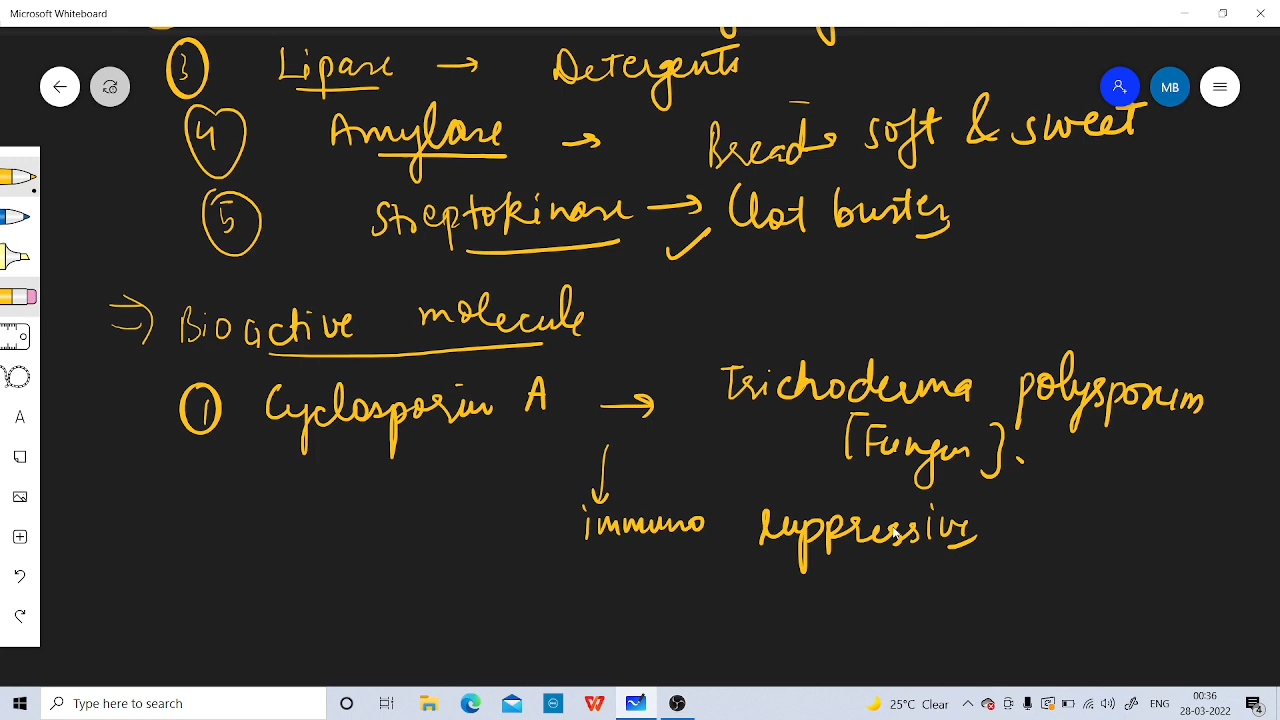 Microsoft Whiteboard
3 Lipase → Detergents
4 Amylase → Bread → soft & sweet
5 Streptokinase → Clot buster
MB
⇒ Bioactive molecule
1 Cyclosporin A → Trichoderma polysporum
[Fungus].
immuno suppressive
A
Type here to search
25°C Clear
ENG
00:36
28-03-2022
4